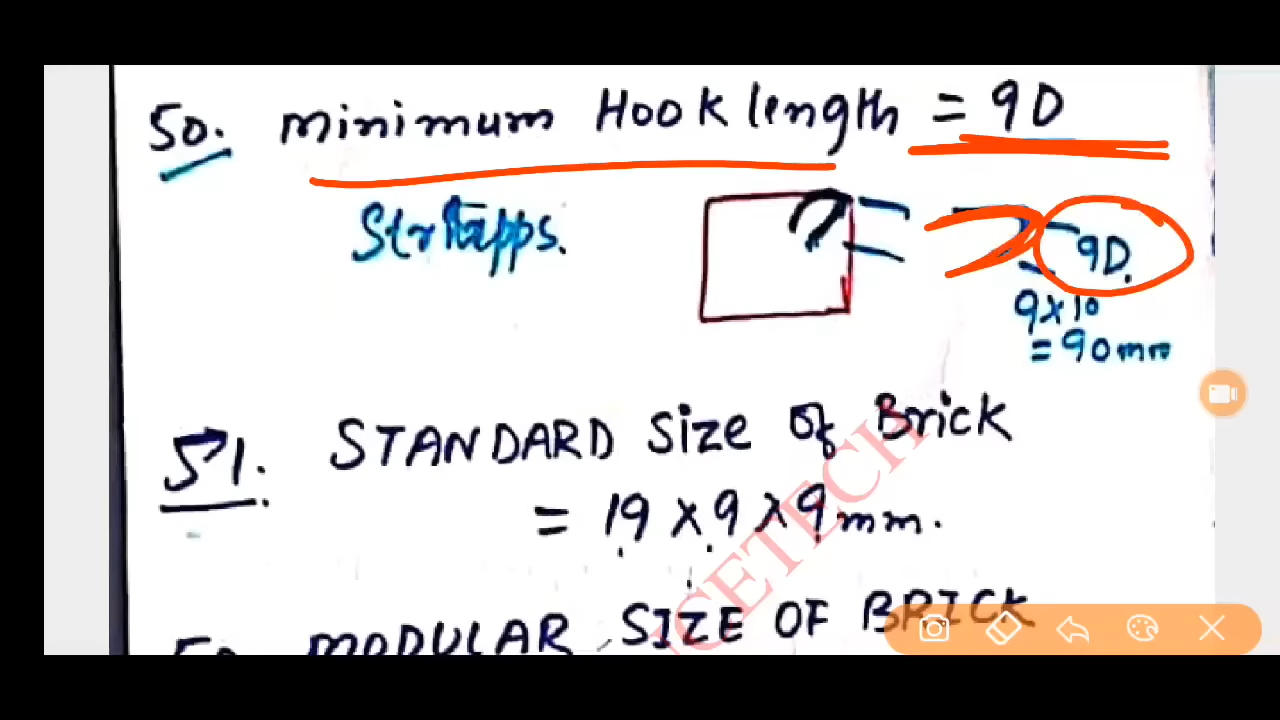 50. minimum Hook length = 9D
9D.
9x10
= 90mm
51. STANDARD Size of Brick
= 19 x 9 x 9 mm.
MODULAR SIZE OF BRICK
CETECH